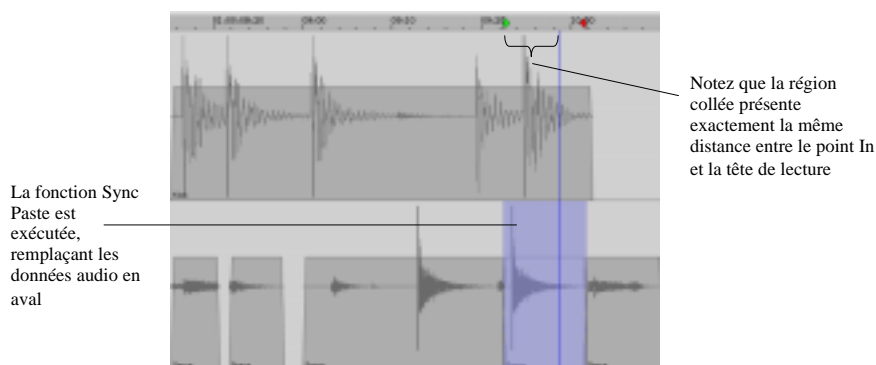 Notez que la région
collée présente
exactement la même
distance entre le point In
et la tête de lecture
La fonction Sync
Paste est
exécutée,
remplaçant les
données audio en
aval